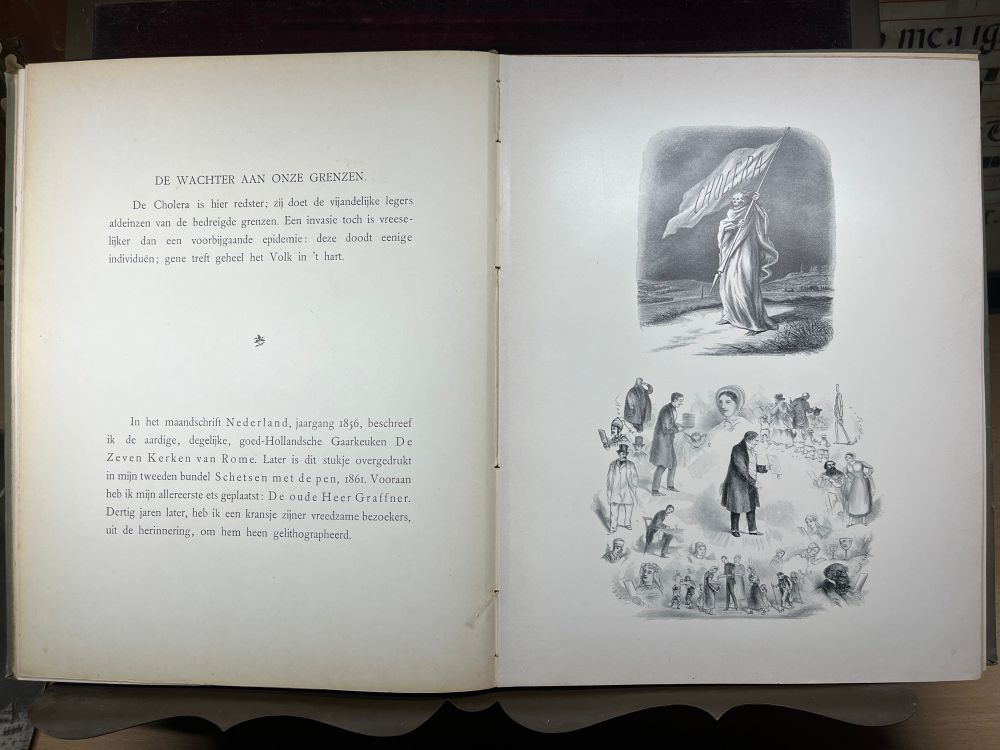 DE WACHTER AAN ONZE GRENZEN.
De Cholera is hier redster; zij doet de vijandelijke legers
afdeinzen van de bedreigde grenzen. Een invasie toch is vreese-
lijker dan een voorbijgaande epidemie: deze doodt eenige
individuën; gene treft geheel het Volk in 't hart.
In het maandschrift Nederland, jaargang 1856, beschreef
ik de aardige, degelijke, goed-Hollandsche Gaarkeuken De
Zeven Kerken van Rome. Later is dit stukje overgedrukt
in mijn tweeden bundel Schetsen met de pen, 1861. Vooraan
heb ik mijn allereerste ets geplaatst: De oude Heer Graffner.
Dertig jaren later, heb ik een kransje zijner vreedzame bezoekers,
uit de herinnering, om hem heen gelithographeerd.
CHOLERA